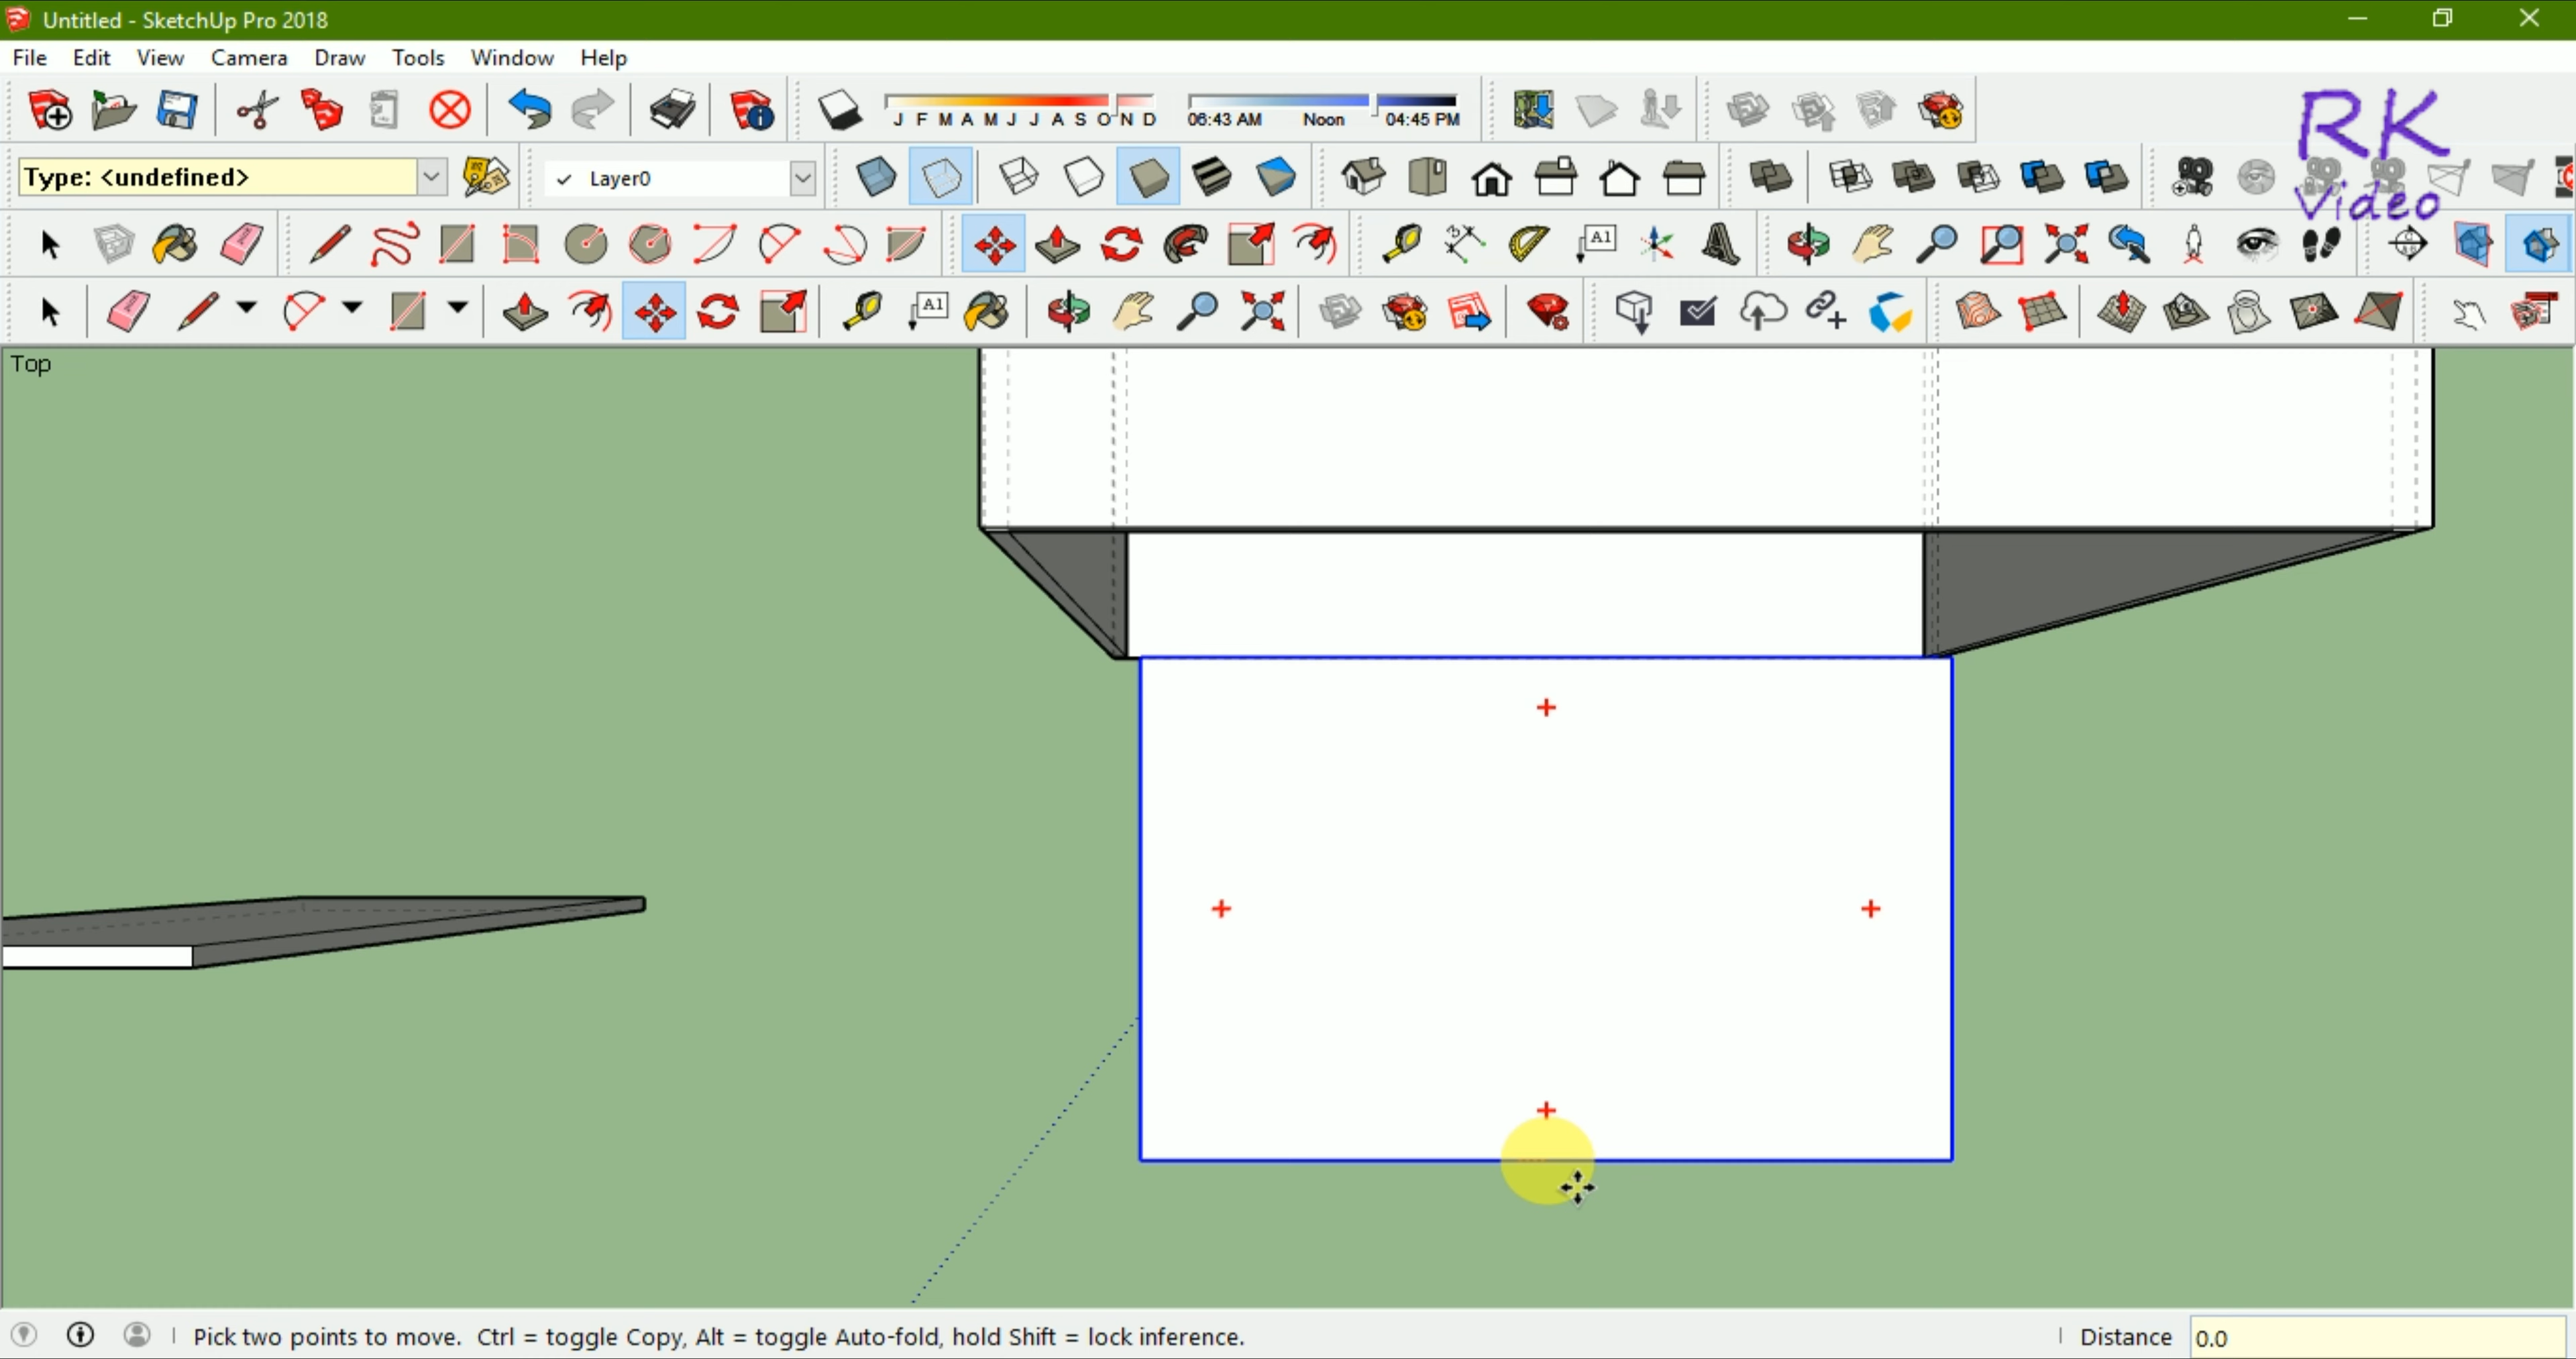 Untitled - SketchUp Pro 2018
File Edit View Camera Draw Tools Window Help
J F M A M J J A S O N D
06:43 AM Noon 04:45 PM
RK
Video
Type: <undefined>
Layer0
A1
A1
Top
Pick two points to move. Ctrl = toggle Copy, Alt = toggle Auto-fold, hold Shift = lock inference.
Distance 0.0